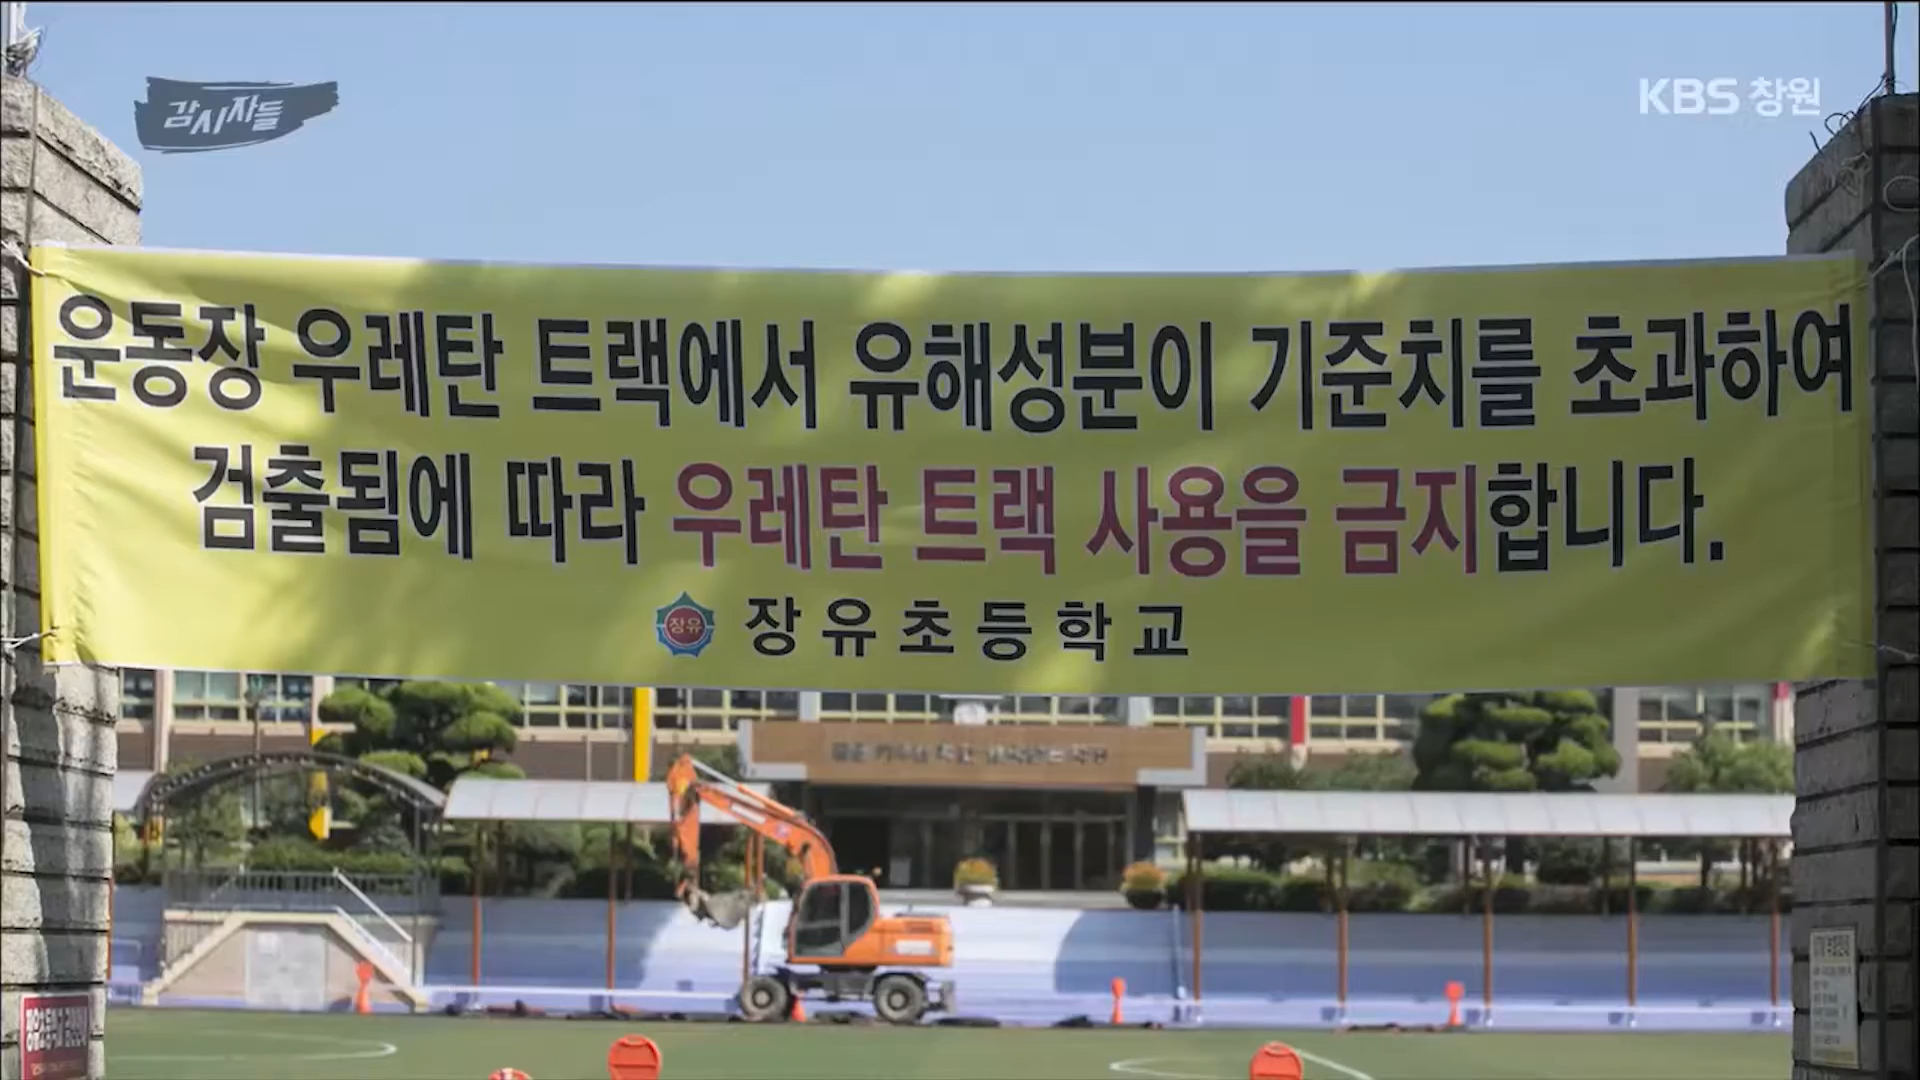 감시자들
KBS 창원
운동장 우레탄 트랙에서 유해성분이 기준치를 초과하여
검출됨에 따라 우레탄 트랙 사용을 금지합니다.
장유
장유초등학교